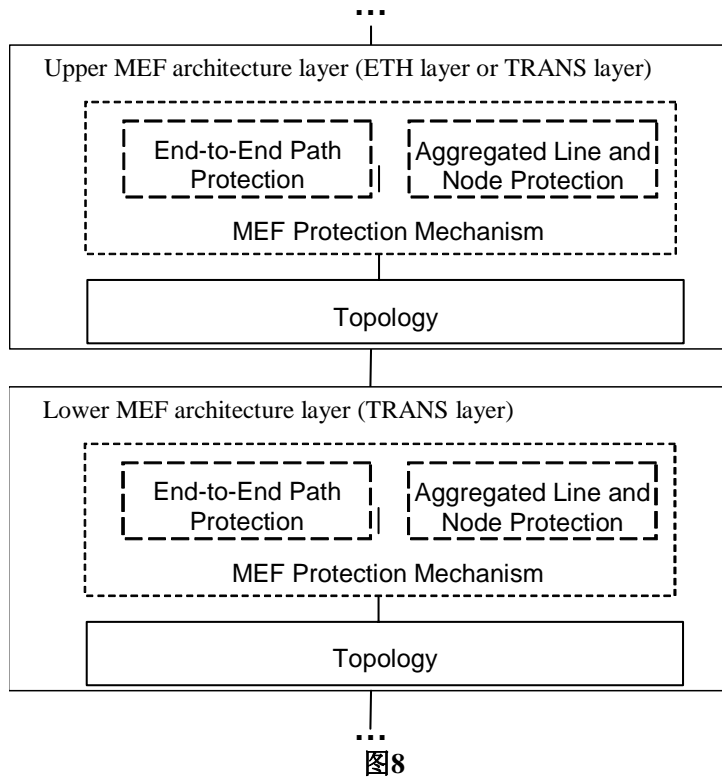 ...
Upper MEF architecture layer (ETH layer or TRANS layer)
End-to-End Path
Protection
Aggregated Line and
Node Protection
MEF Protection Mechanism
Topology
Lower MEF architecture layer (TRANS layer)
End-to-End Path
Protection
Aggregated Line and
Node Protection
MEF Protection Mechanism
Topology
...
图8